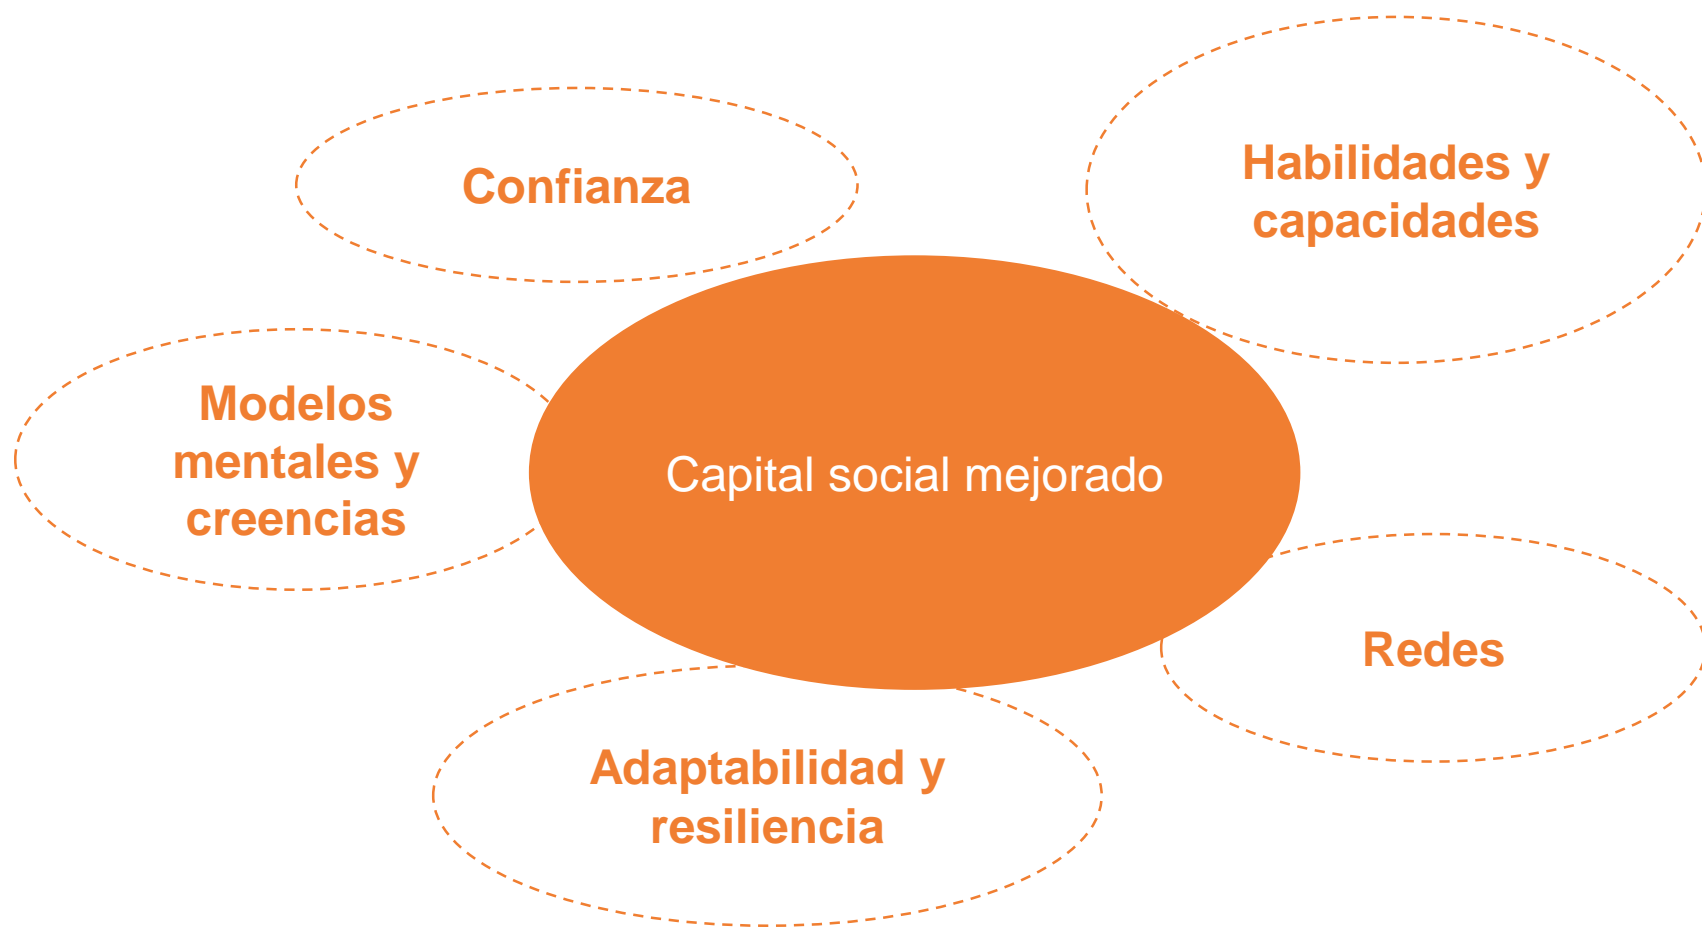 Confianza
Habilidades y
capacidades
Modelos
mentales y
creencias
Capital social mejorado
Redes
Adaptabilidad y
resiliencia